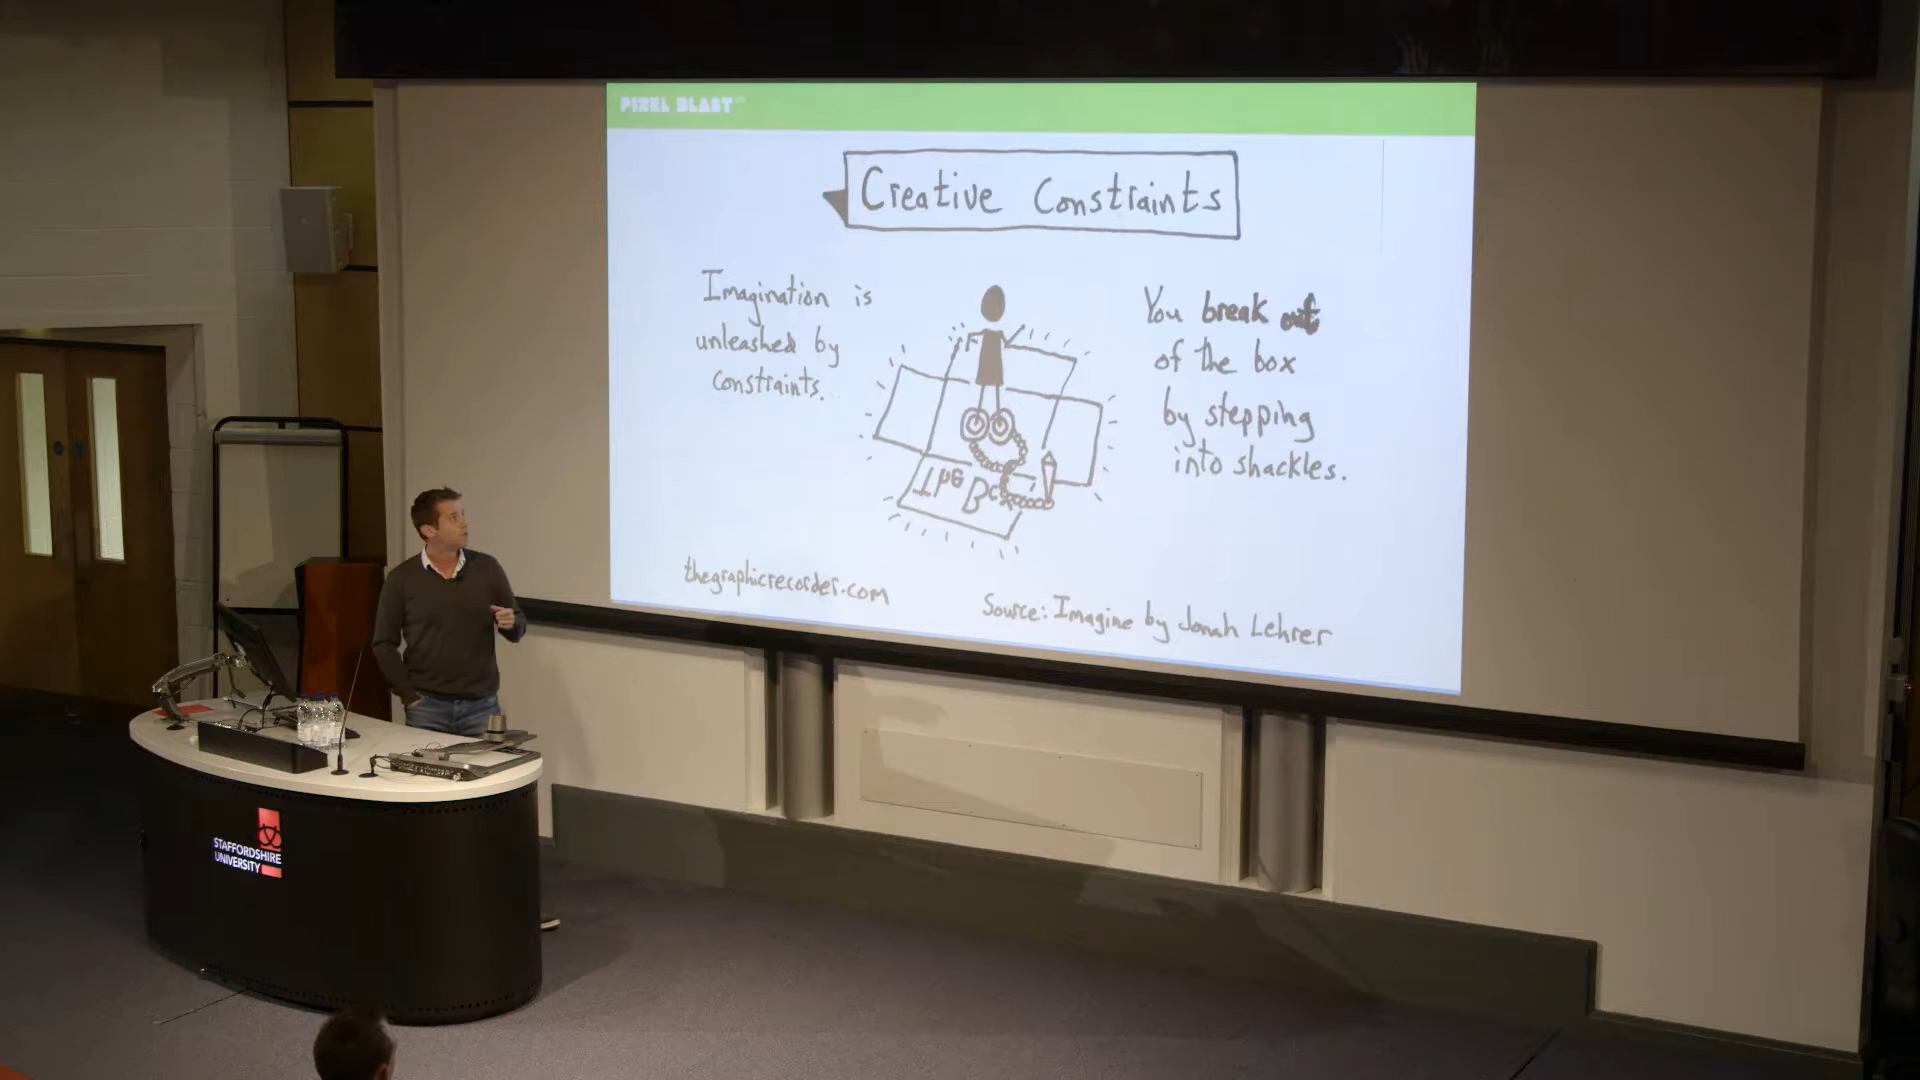 PIXEL BLAST
Creative Constraints
Imagination is
unleashed by
constraints.
You break out
of the box
by stepping
into shackles.
thegraphicrecorder.com
Source: Imagine by Jonah Lehrer
STAFFORDSHIRE
UNIVERSITY